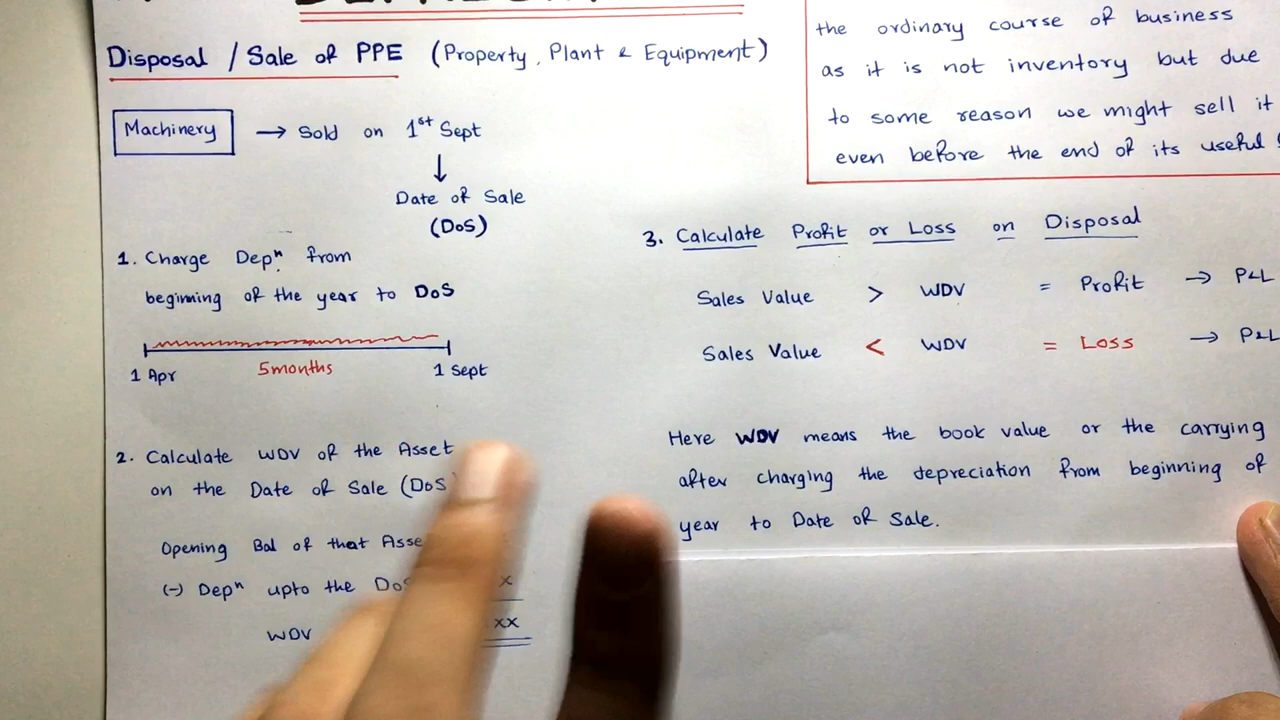 Disposal / Sale of PPE (Property, Plant & Equipment)
Machinery → Sold on 1st Sept
↓
Date of Sale
(DoS)
1. Charge Depn from
beginning of the year to DoS
5months
1 Apr 1 Sept
2. Calculate WDV of the Asset
on the Date of Sale (DoS
Opening Bal of that Asse
(-) Depn upto the DoS x
WDV xx
the ordinary course of business
as it is not inventory but due
to some reason we might sell it
even before the end of its useful
3. Calculate Profit or Loss on Disposal
Sales Value > WDV = Profit → P&L
Sales Value < WDV = Loss → P&L
Here WDV means the book value or the carrying
after charging the depreciation from beginning of
year to Date of Sale.